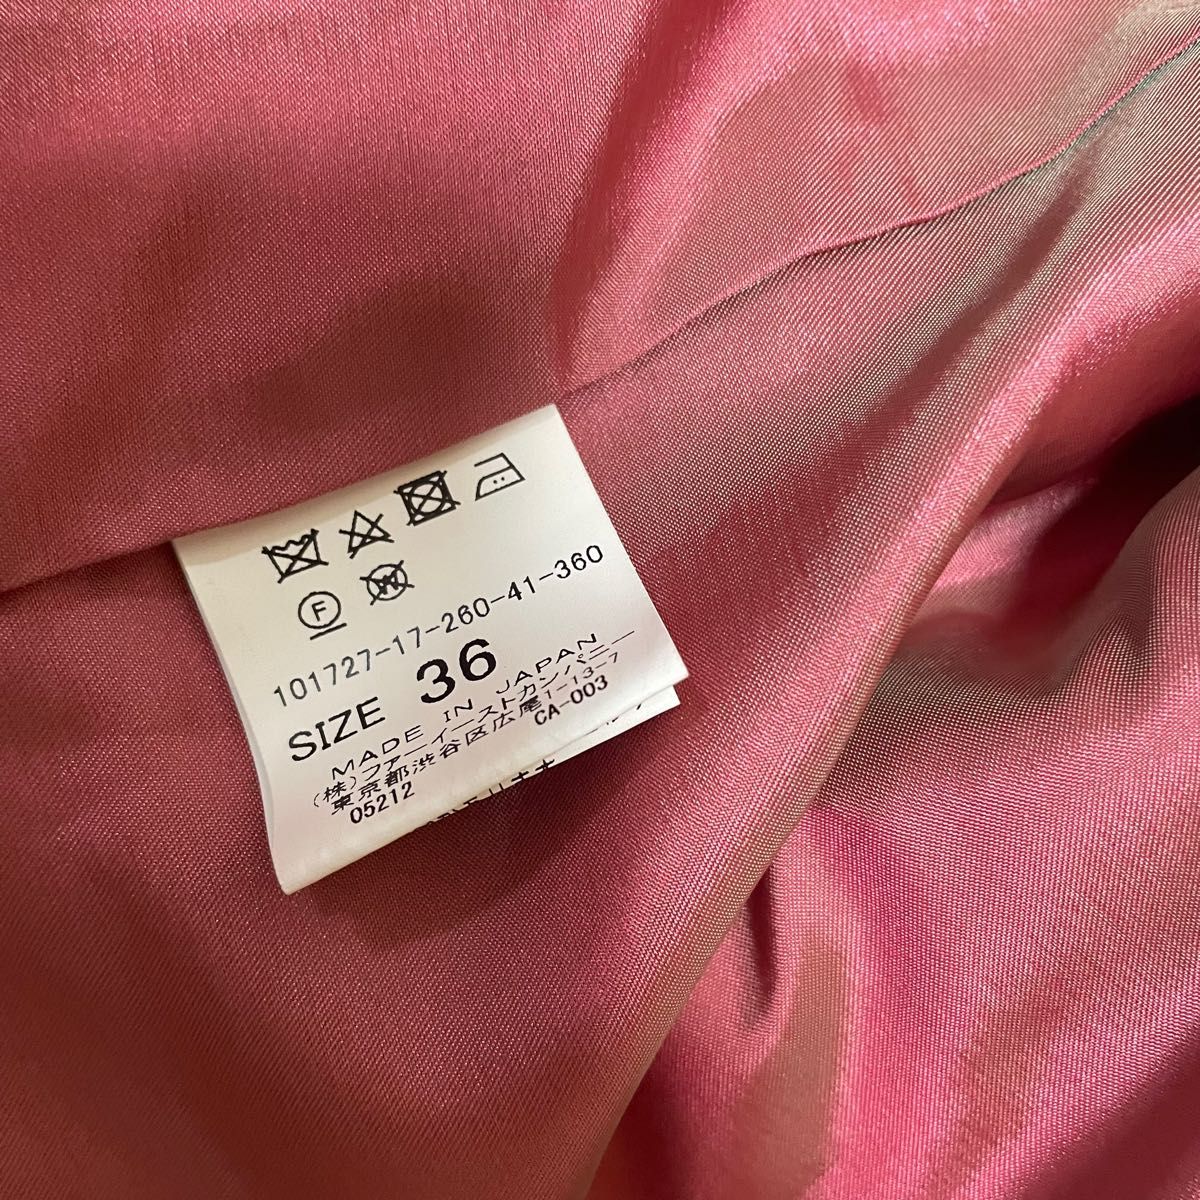 F
W
101727-17-260-41-360
SIZE 36
MADE IN JAPAN
(株)ファーイーストカンパニー
東京都渋谷区広尾1-13-7
05212 CA-003